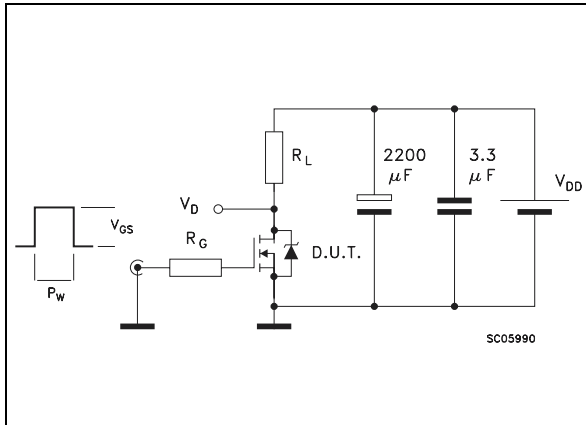 2200
μF
3.3
μF
R_L
V_DD
V_D
V_GS
R_G
D.U.T.
P_W
SC05990